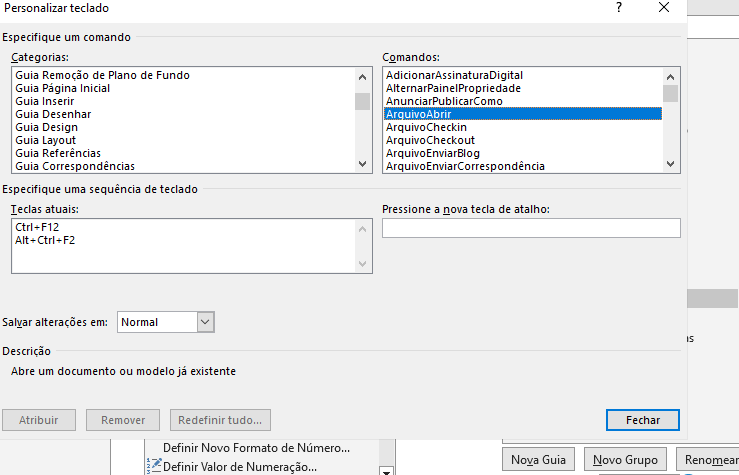 Personalizar teclado
?
Especifique um comando
Categorias:
Comandos:
Guia Remoção de Plano de Fundo
Guia Página Inicial
Guia Inserir
Guia Desenhar
Guia Design
Guia Layout
Guia Referências
Guia Correspondências
AdicionarAssinaturaDigital
AlternarPainelPropriedade
AnunciarPublicarComo
ArquivoAbrir
ArquivoCheckin
ArquivoCheckout
ArquivoEnviarBlog
ArquivoEnviarCorrespondência
Especifique uma sequência de teclado
Teclas atuais:
Pressione a nova tecla de atalho:
Ctrl+F12
Alt+Ctrl+F2
Salvar alterações em:
Normal
Descrição
Abre um documento ou modelo já existente
Atribuir
Remover
Redefinir tudo...
Fechar
Definir Novo Formato de Número...
Definir Valor de Numeração...
Nova Guia
Novo Grupo
Renomear